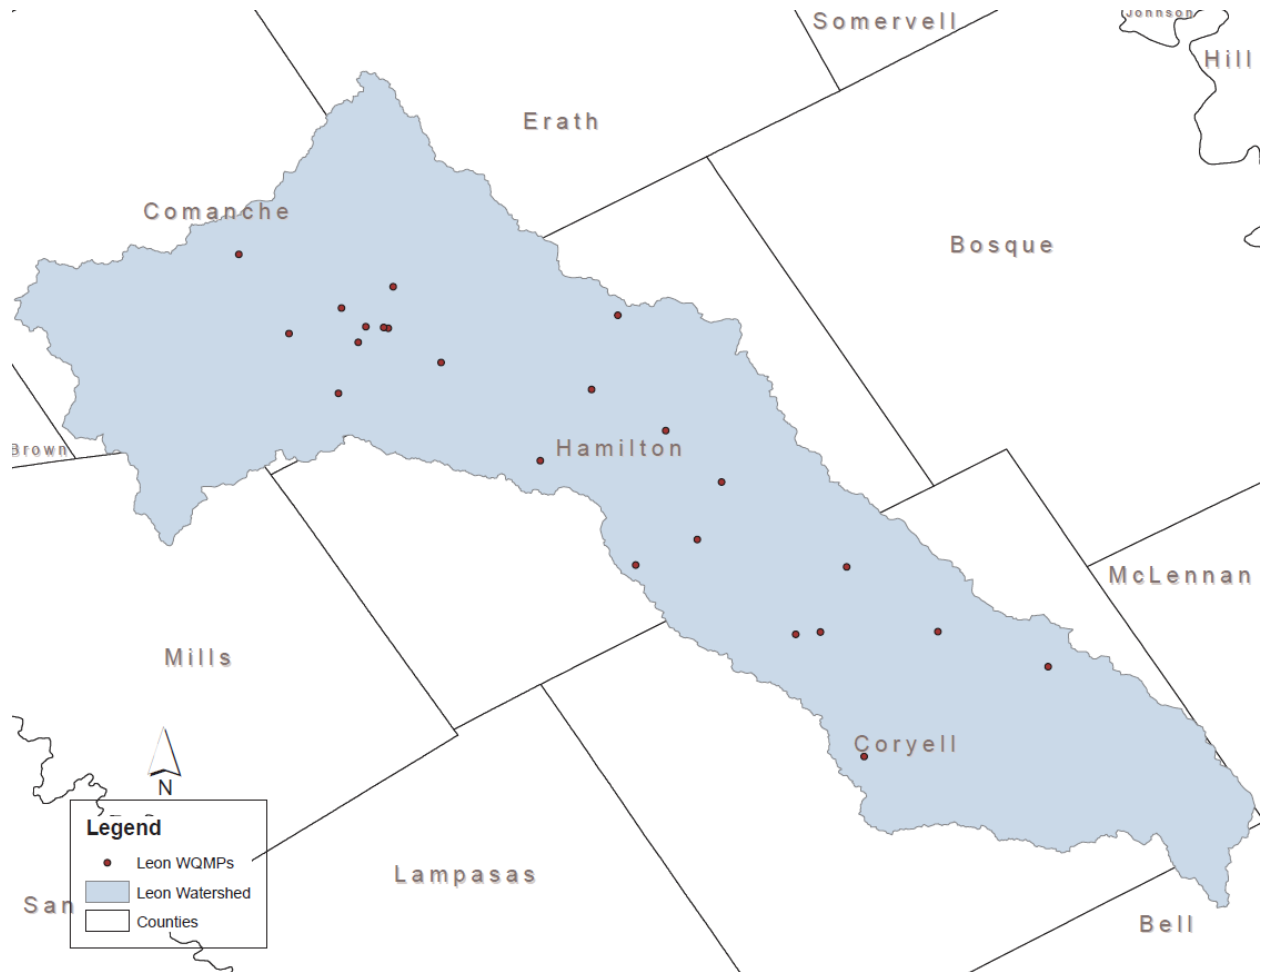 Johnson
Somervell
Hill
Erath
Comanche
Bosque
Brown
Hamilton
McLennan
Mills
Coryell
N
Legend
Leon WQMPs
Leon Watershed
Counties
Lampasas
San
Bell